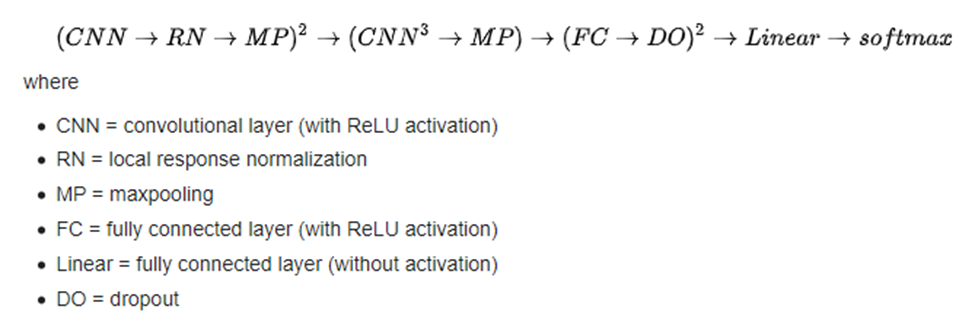 (CNN → RN → MP)² → (CNN³ → MP) → (FC → DO)² → Linear → softmax
where
• CNN = convolutional layer (with ReLU activation)
• RN = local response normalization
• MP = maxpooling
• FC = fully connected layer (with ReLU activation)
• Linear = fully connected layer (without activation)
• DO = dropout